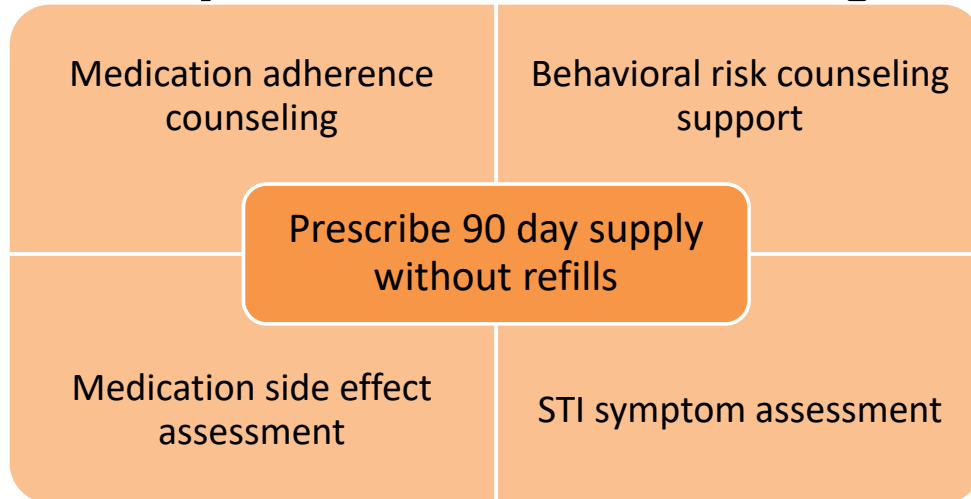 Medication adherence
counseling
Behavioral risk counseling
support
Prescribe 90 day supply
without refills
Medication side effect
assessment
STI symptom assessment